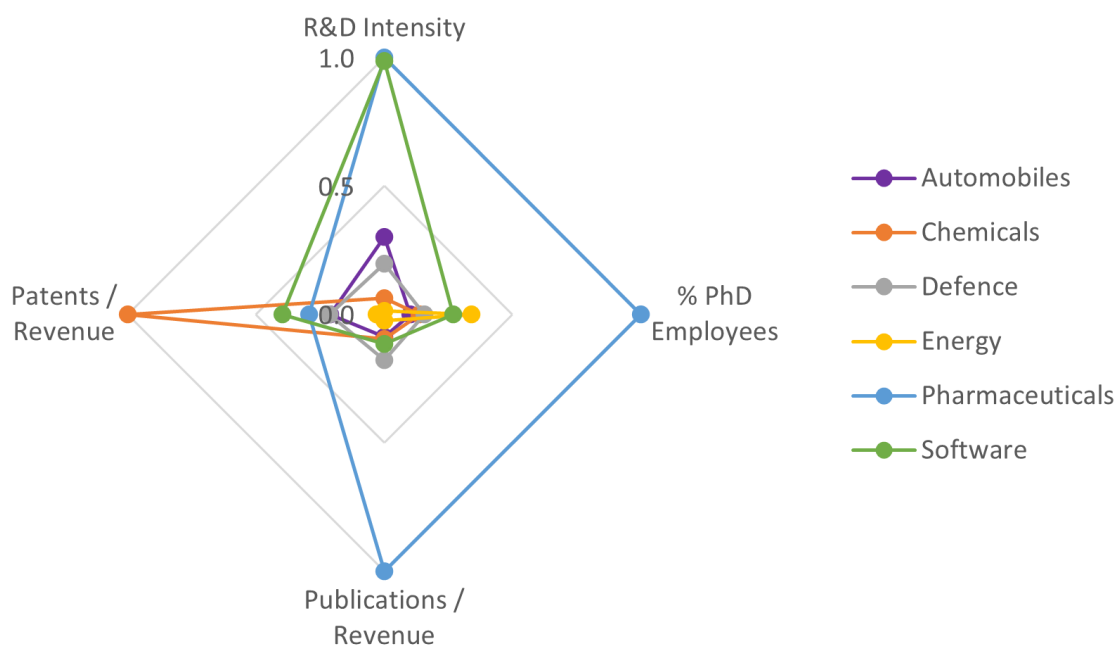 R&D Intensity
1.0
0.5
0.0
Patents /
Revenue
% PhD
Employees
Publications /
Revenue
Automobiles
Chemicals
Defence
Energy
Pharmaceuticals
Software